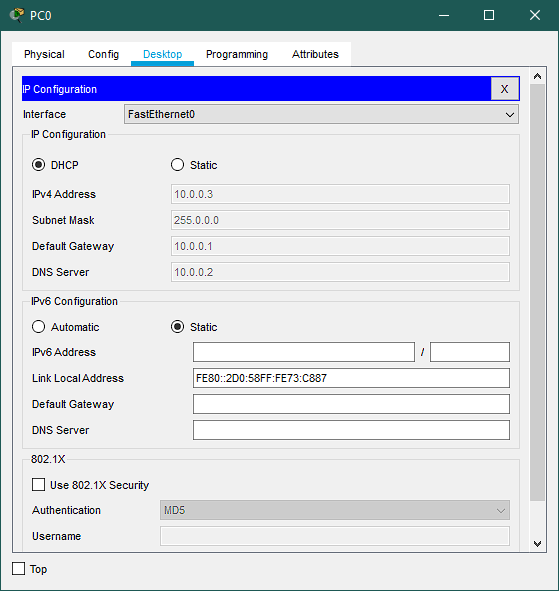 PC0
Physical Config Desktop Programming Attributes
IP Configuration X
Interface FastEthernet0
IP Configuration
DHCP Static
IPv4 Address 10.0.0.3
Subnet Mask 255.0.0.0
Default Gateway 10.0.0.1
DNS Server 10.0.0.2
IPv6 Configuration
Automatic Static
IPv6 Address /
Link Local Address FE80::2D0:58FF:FE73:C887
Default Gateway
DNS Server
802.1X
Use 802.1X Security
Authentication MD5
Username
Top